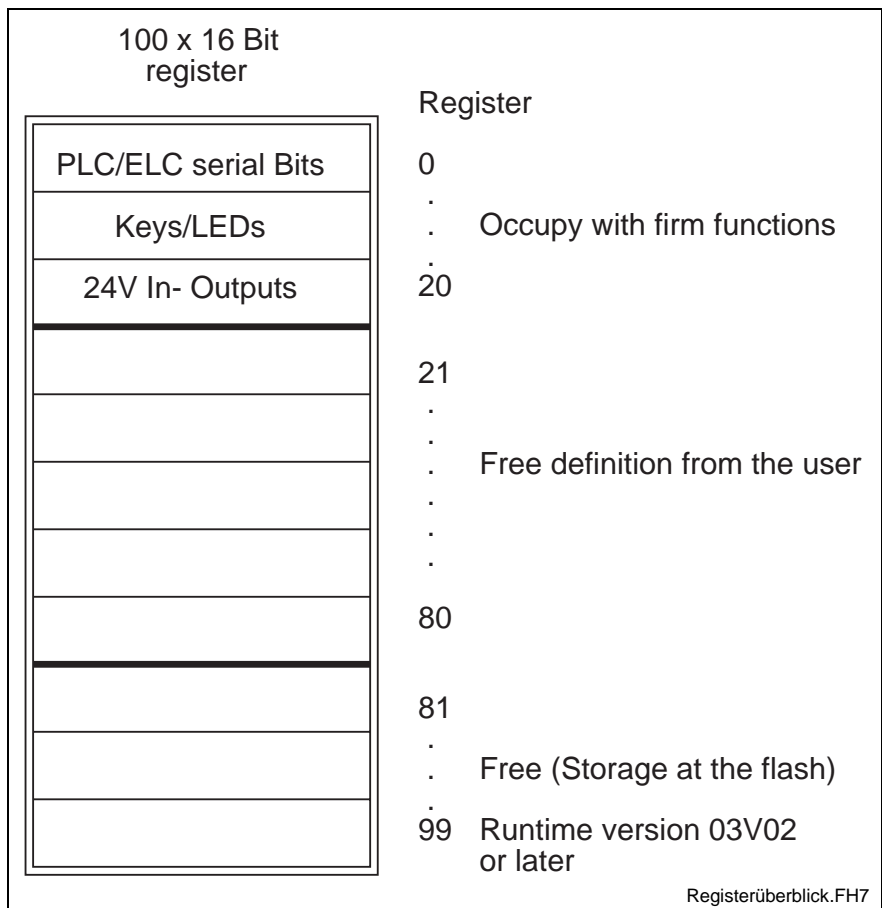 100 x 16 Bit
register
Register
PLC/ELC serial Bits
0
.
Keys/LEDs
.
Occupy with firm functions
.
24V In- Outputs
20
21
.
.
.
Free definition from the user
.
.
.
80
81
.
.
Free (Storage at the flash)
.
99
Runtime version 03V02
or later
Registerüberblick.FH7